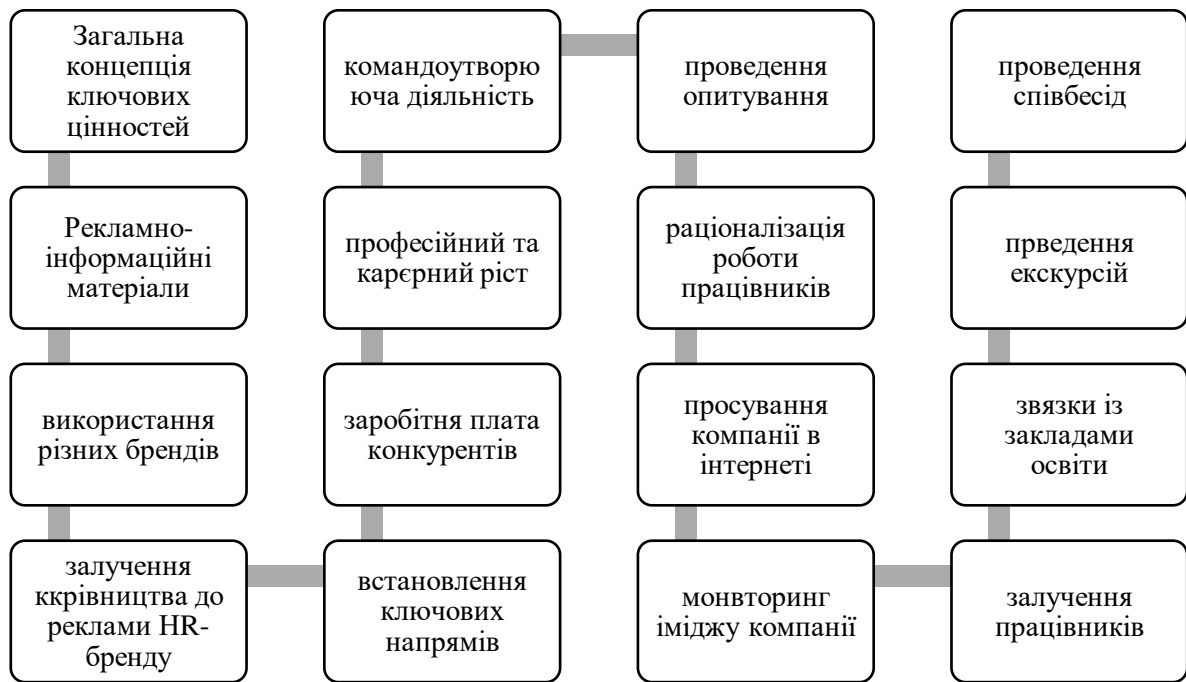 Загальна
концепція
ключових
цінностей
Рекламно-
інформаційні
матеріали
використання
різних брендів
залучення
ккрівництва до
реклами HR-
бренду
встановлення
ключових
напрямів
заробітня плата
конкурентів
професійний та
карєрний ріст
командоутворю
юча діяльність
проведення
опитування
раціоналізація
роботи
працівників
просування
компанії в
інтернеті
монвторинг
іміджу компанії
залучення
працівників
звязки із
закладами
освіти
прведення
екскурсій
проведення
співбесід